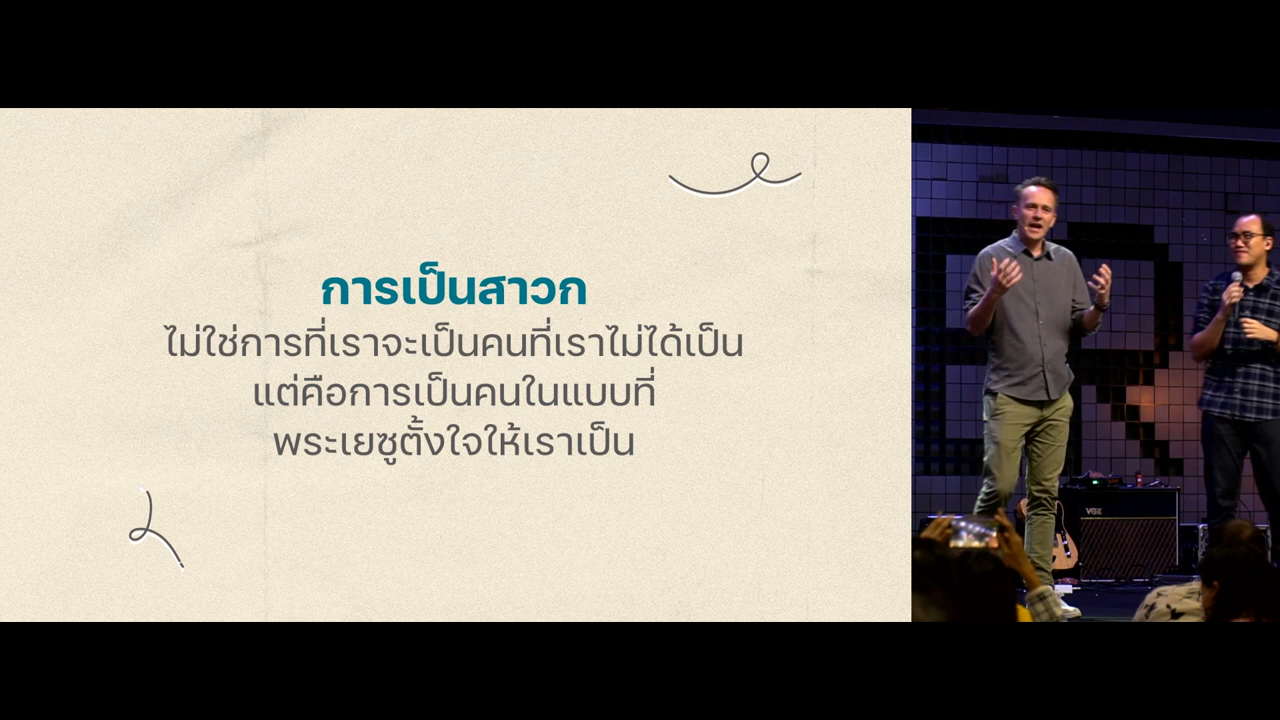 การเป็นสาวก
ไม่ใช่การที่เราจะเป็นคนที่เราไม่ได้เป็น
แต่คือการเป็นคนในแบบที่
พระเยซูตั้งใจให้เราเป็น
VOX